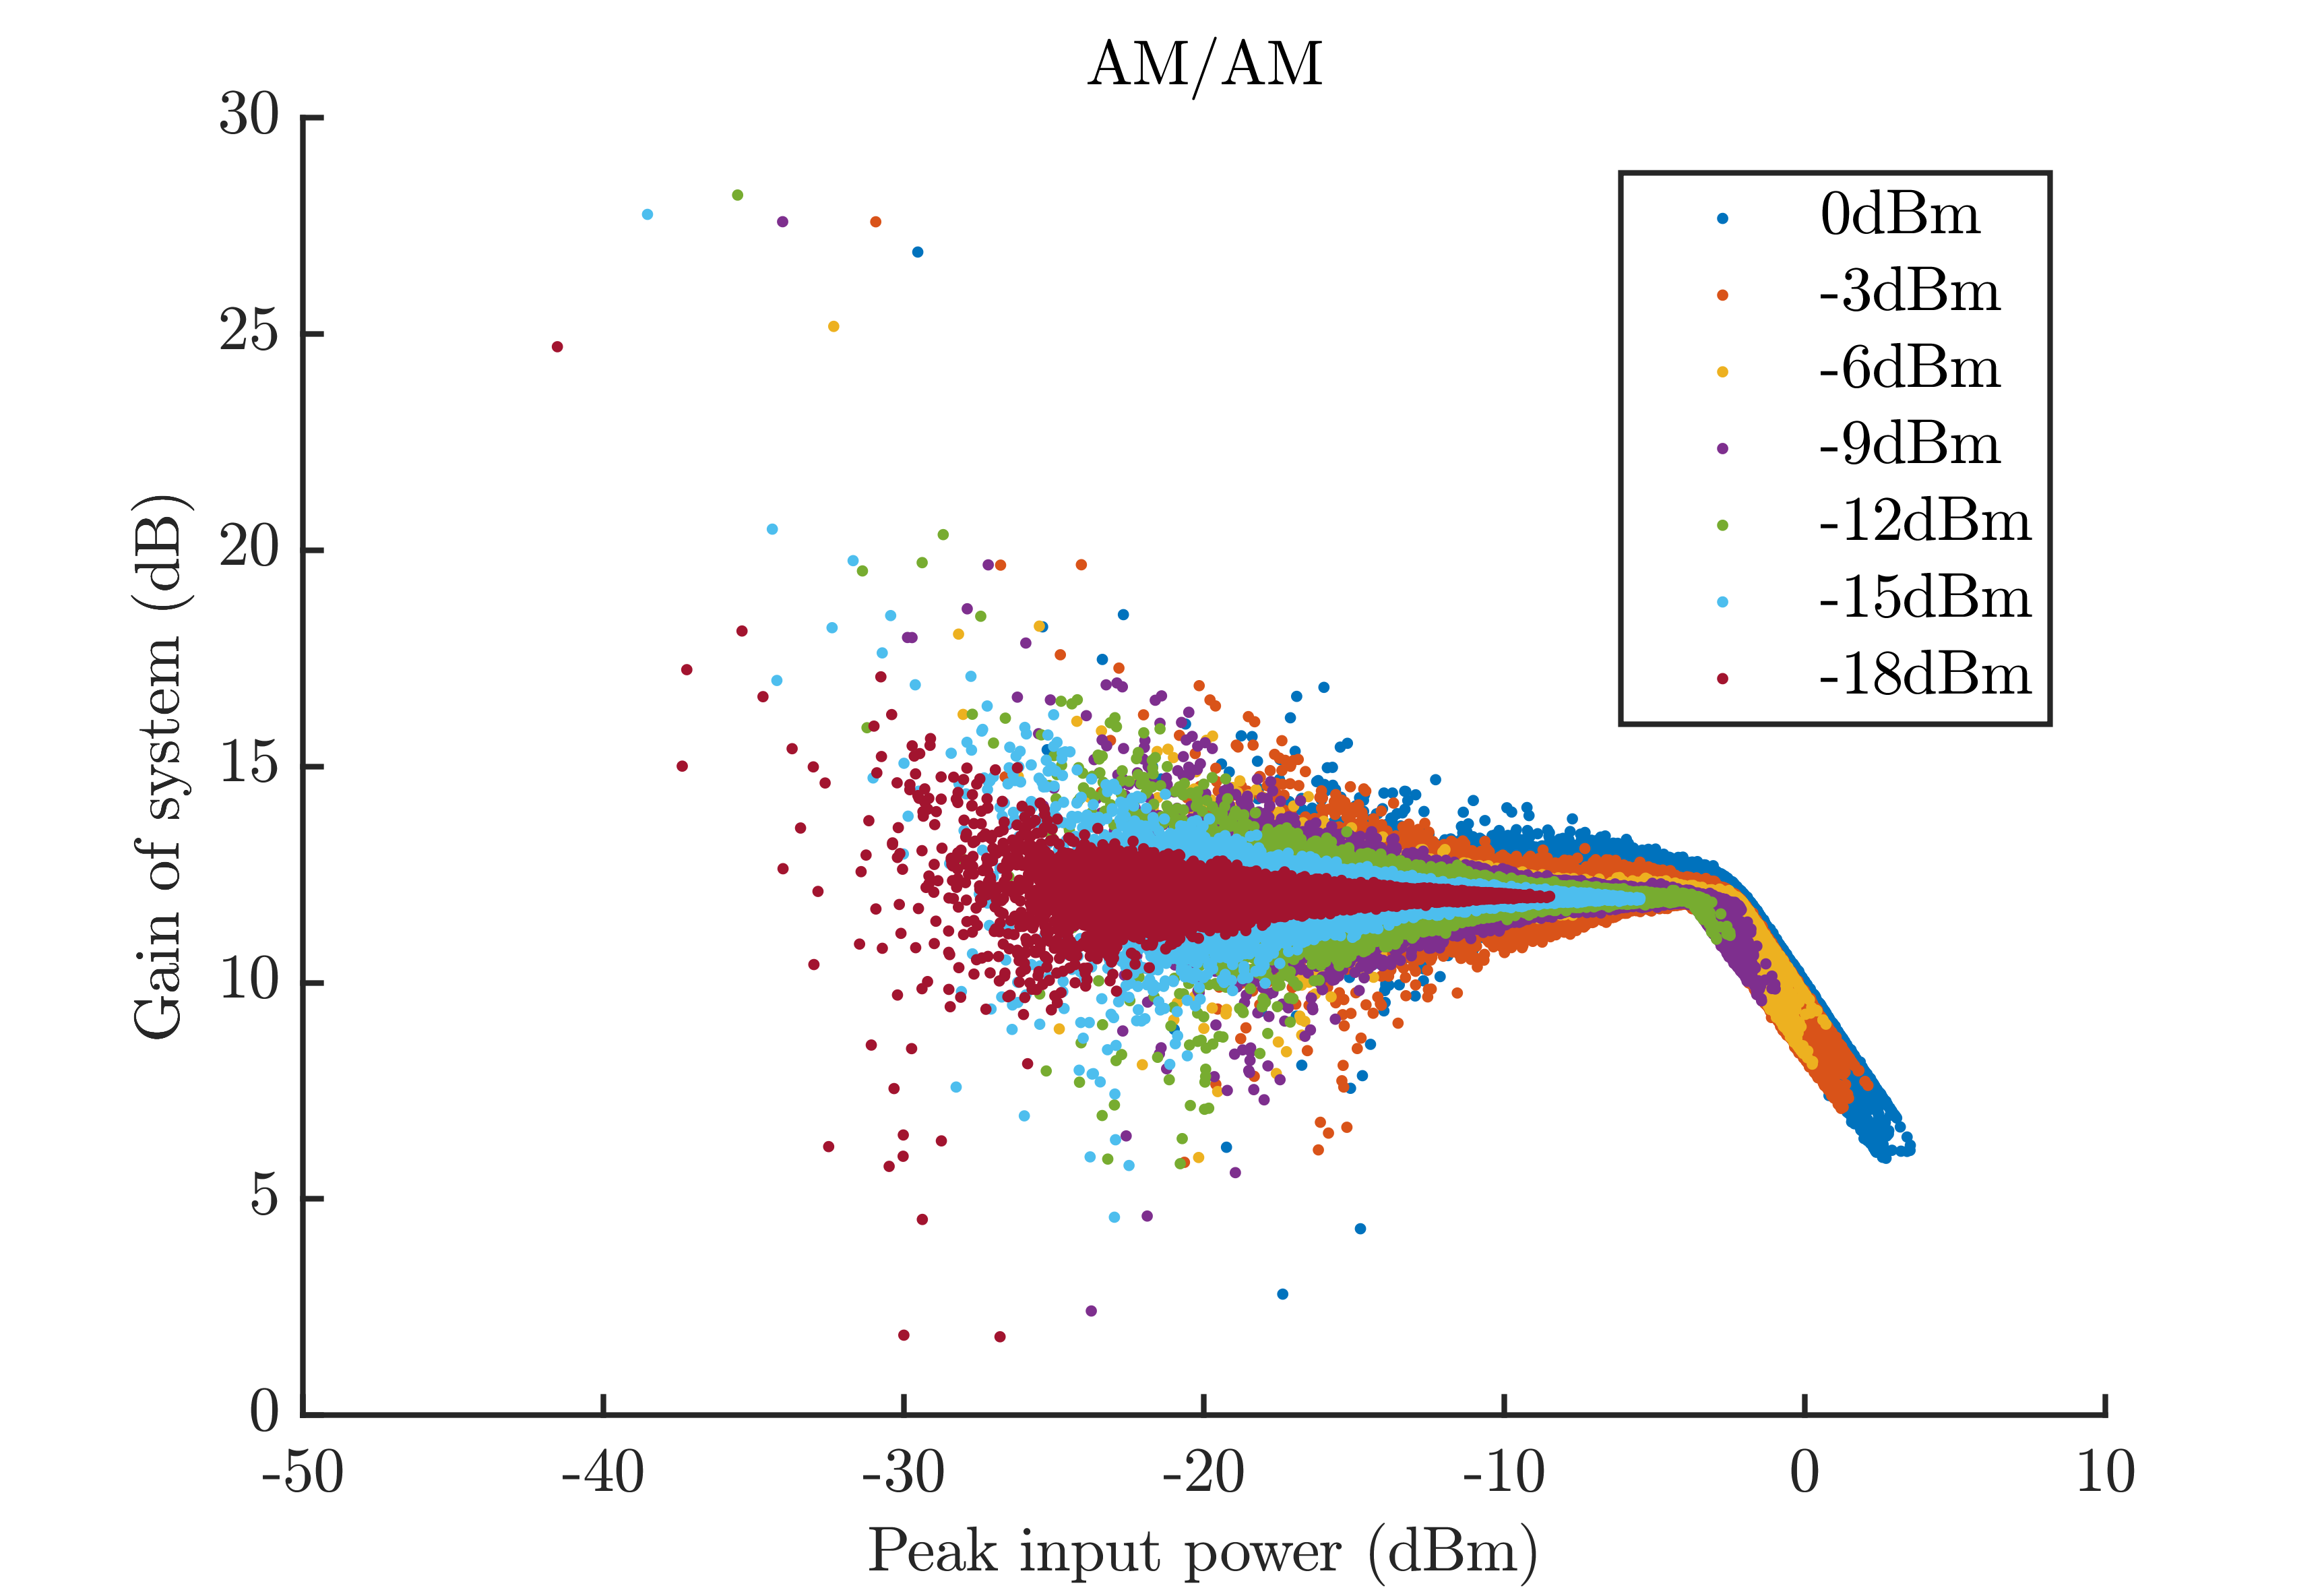 AM/AM
30
25
20
15
10
5
0
Gain of system (dB)
0dBm
-3dBm
-6dBm
-9dBm
-12dBm
-15dBm
-18dBm
-50 -40 -30 -20 -10 0 10
Peak input power (dBm)